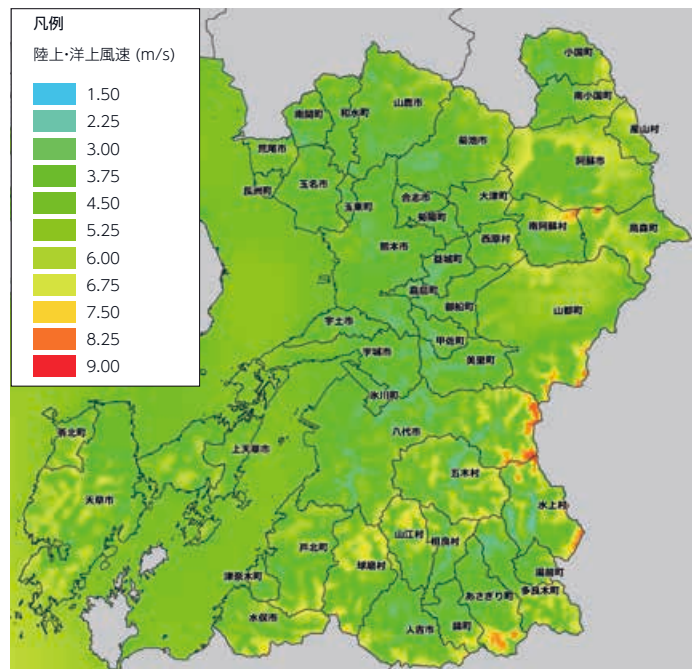 凡例
陸上・洋上風速 (m/s)
1.50
2.25
3.00
3.75
4.50
5.25
6.00
6.75
7.50
8.25
9.00
小国町
南小国町
産山村
山鹿市
南関町
和水町
菊池市
阿蘇市
荒尾市
玉名市
長洲町
玉東町
合志市
大津町
菊陽町
南阿蘇村
高森町
熊本市
西原村
益城町
嘉島町
御船町
山都町
宇土市
甲佐町
宇城市
美里町
氷川町
苓北町
八代市
上天草市
五木村
天草市
水上村
山江村
相良村
芦北町
球磨村
湯前町
津奈木町
あさぎり町
多良木町
水俣市
人吉市
錦町